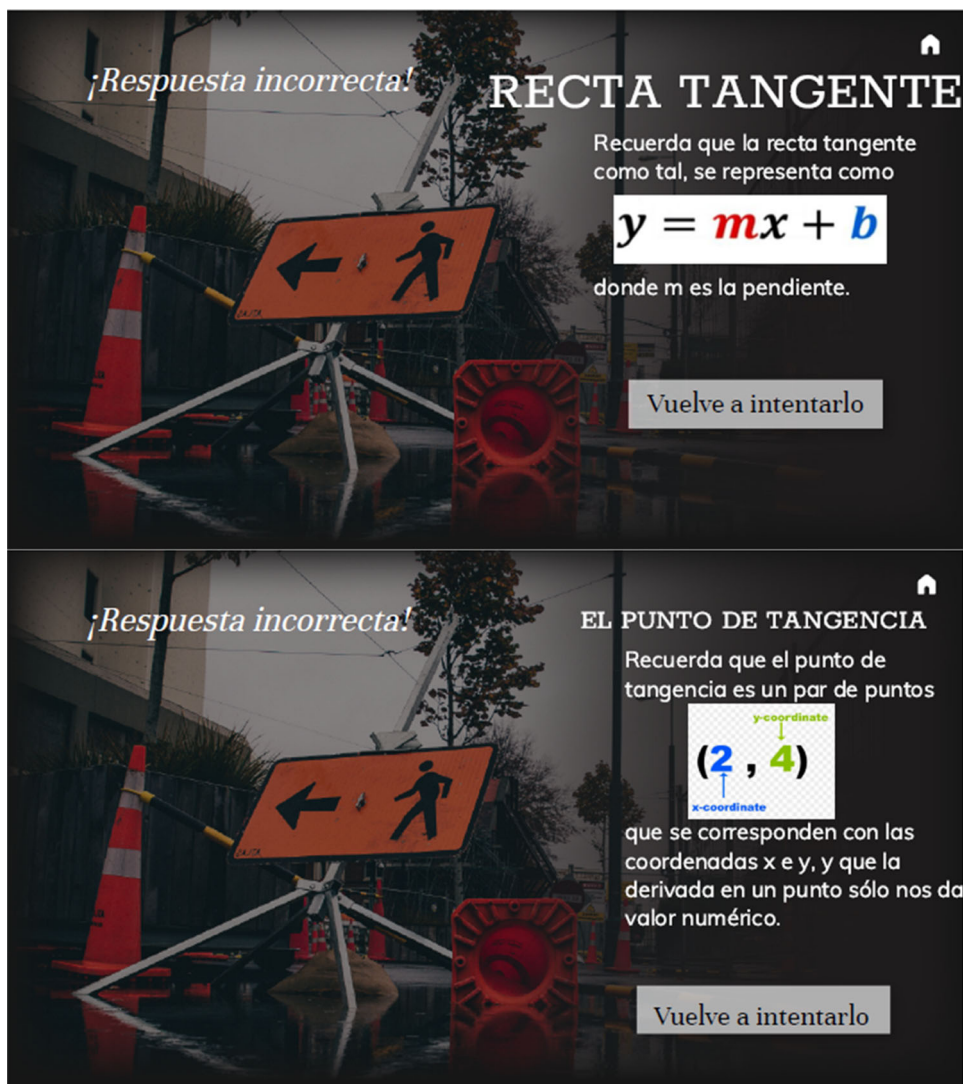 ¡Respuesta incorrecta!
RECTA TANGENTE
Recuerda que la recta tangente
como tal, se representa como
y = mx + b
donde m es la pendiente.
Vuelve a intentarlo
¡Respuesta incorrecta!
EL PUNTO DE TANGENCIA
Recuerda que el punto de
tangencia es un par de puntos
y-coordinate
(2 , 4)
x-coordinate
que se corresponden con las
coordenadas x e y, y que la
derivada en un punto sólo nos da
valor numérico.
Vuelve a intentarlo